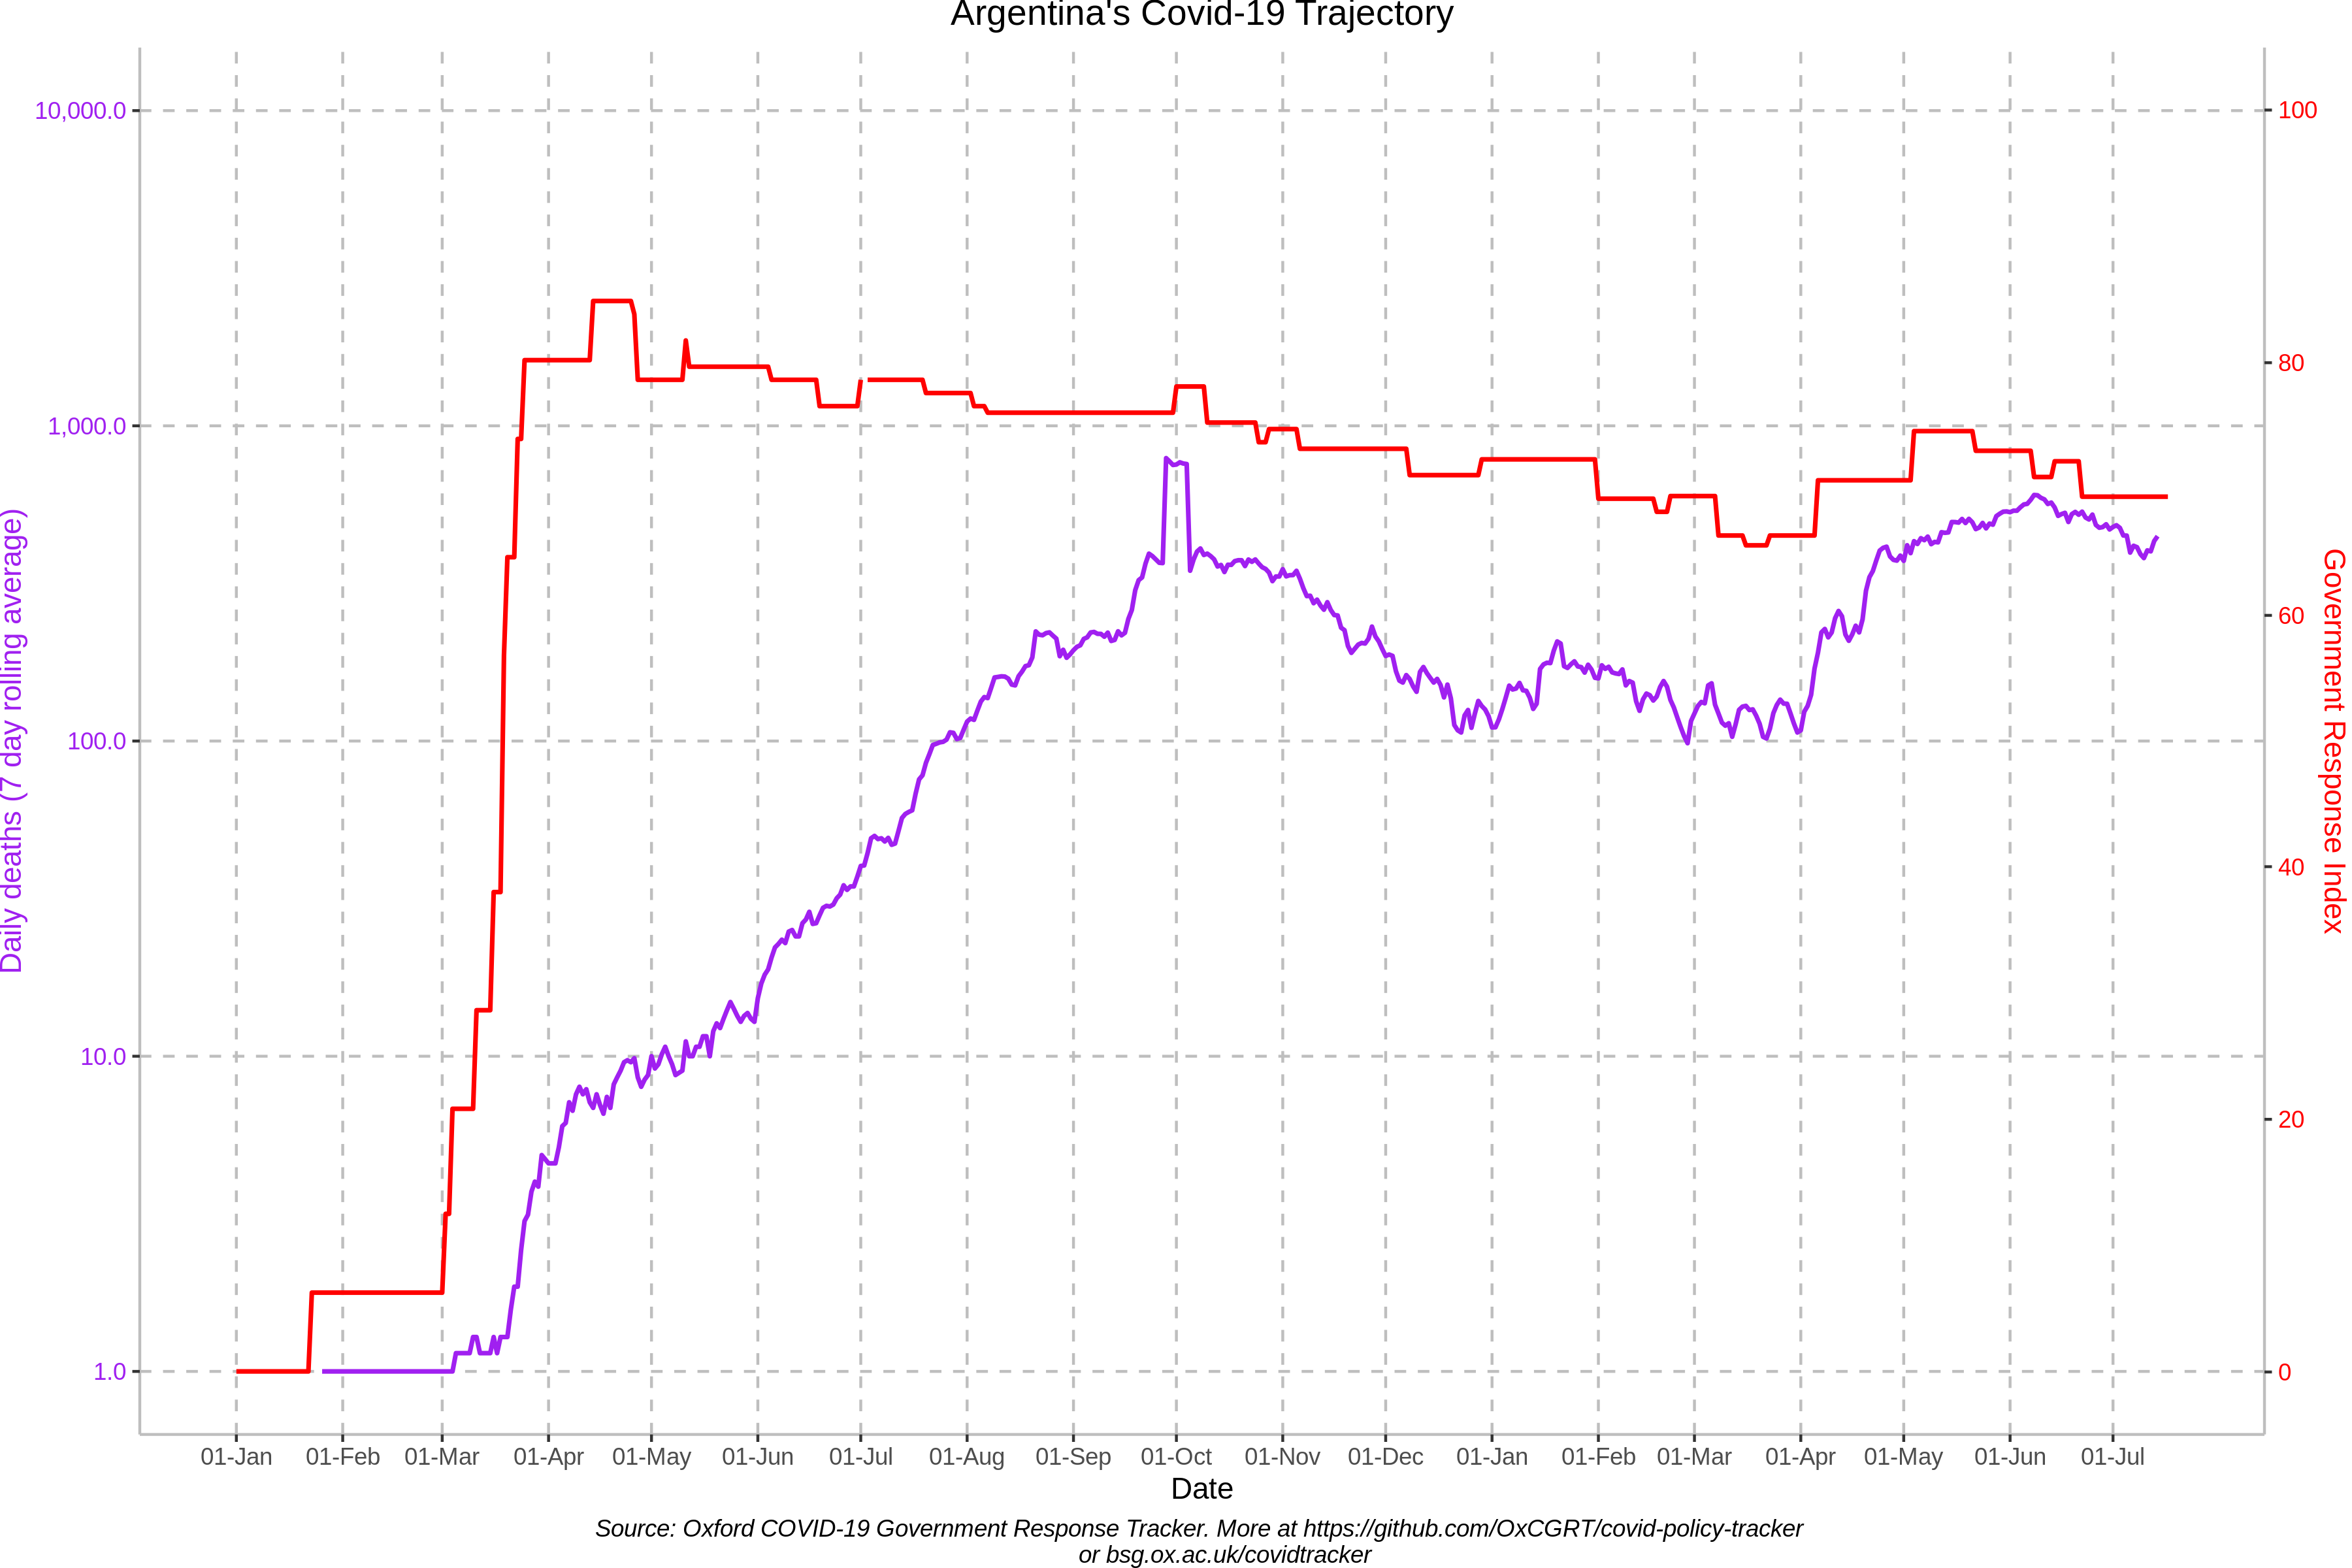 Argentina's Covid-19 Trajectory
10,000.0
1,000.0
100.0
10.0
1.0
Daily deaths (7 day rolling average)
100
80
60
40
20
0
Government Response Index
01-Jan 01-Feb 01-Mar 01-Apr 01-May 01-Jun 01-Jul 01-Aug 01-Sep 01-Oct 01-Nov 01-Dec 01-Jan 01-Feb 01-Mar 01-Apr 01-May 01-Jun 01-Jul
Date
Source: Oxford COVID-19 Government Response Tracker. More at https://github.com/OxCGRT/covid-policy-tracker
or bsg.ox.ac.uk/covidtracker